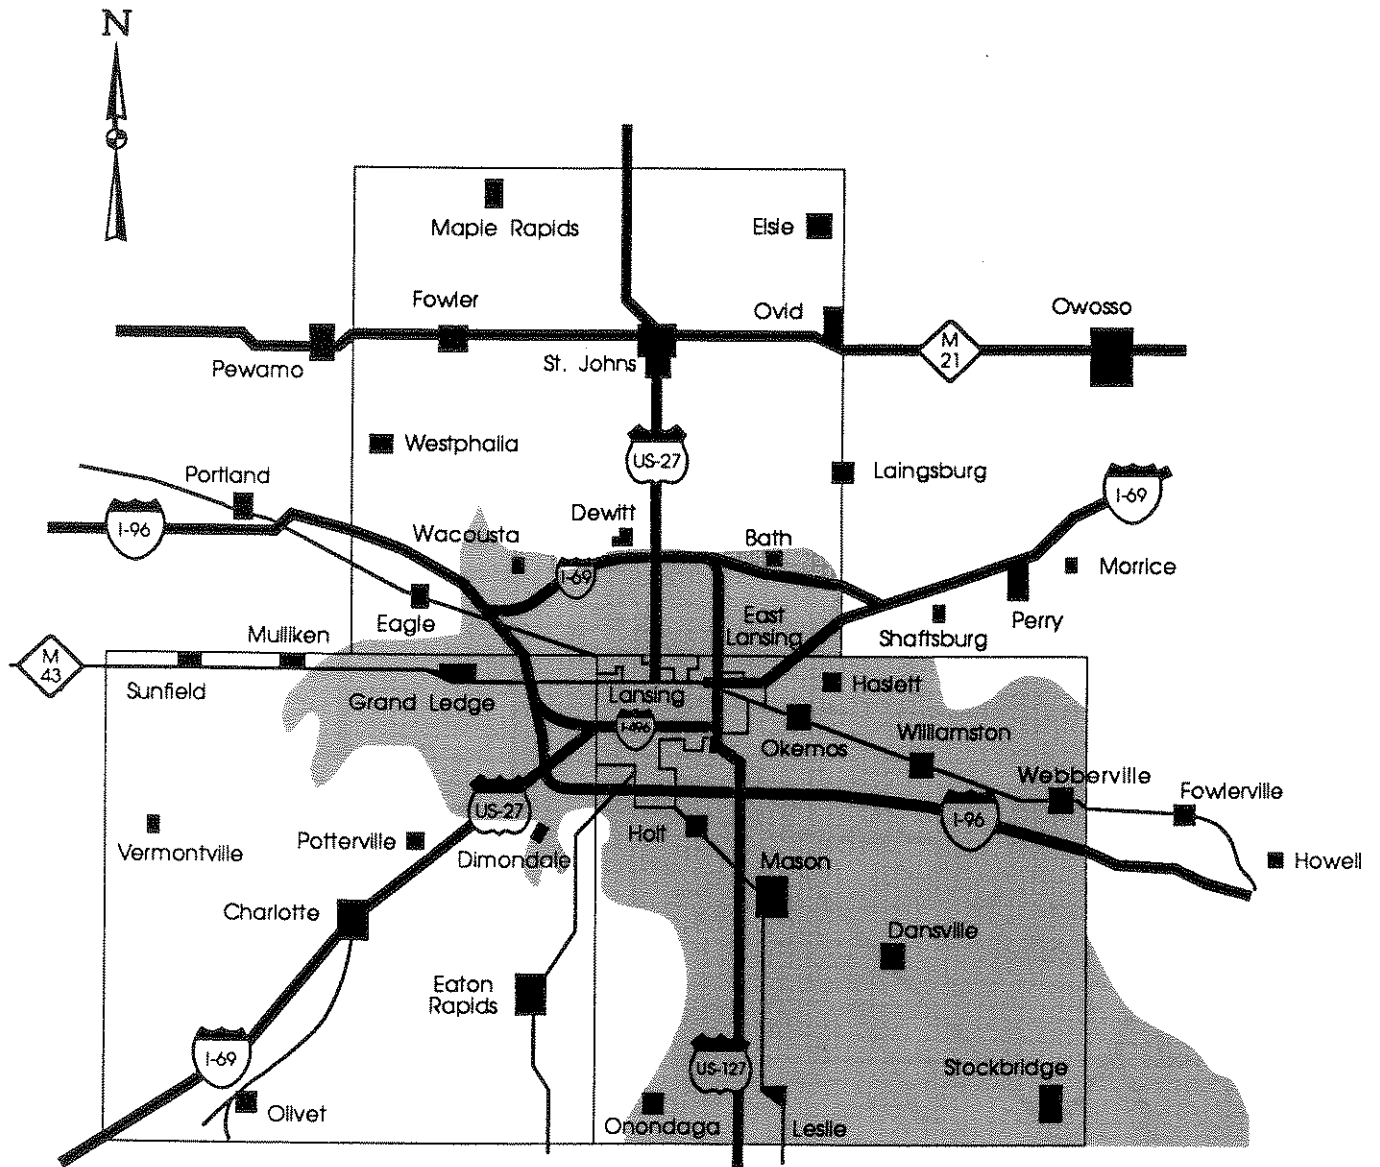 N
Maple Rapids
Elsie
Fowler
Ovid
Owosso
Pewamo
St. Johns
M
21
Westphalia
US-27
Laingsburg
Portland
I-69
I-96
Wacousta
Dewitt
Bath
I-69
Morrice
Eagle
East
Lansing
Perry
Shaftsburg
Mulliken
M
43
Sunfield
Grand Ledge
Lansing
Haslett
I-496
Okemos
Williamston
Webberville
Fowlerville
US-27
I-96
Vermontville
Potterville
Dimondale
Holt
Mason
Howell
Charlotte
Dansville
Eaton
Rapids
I-69
US-127
Stockbridge
Olivet
Onondaga
Leslie